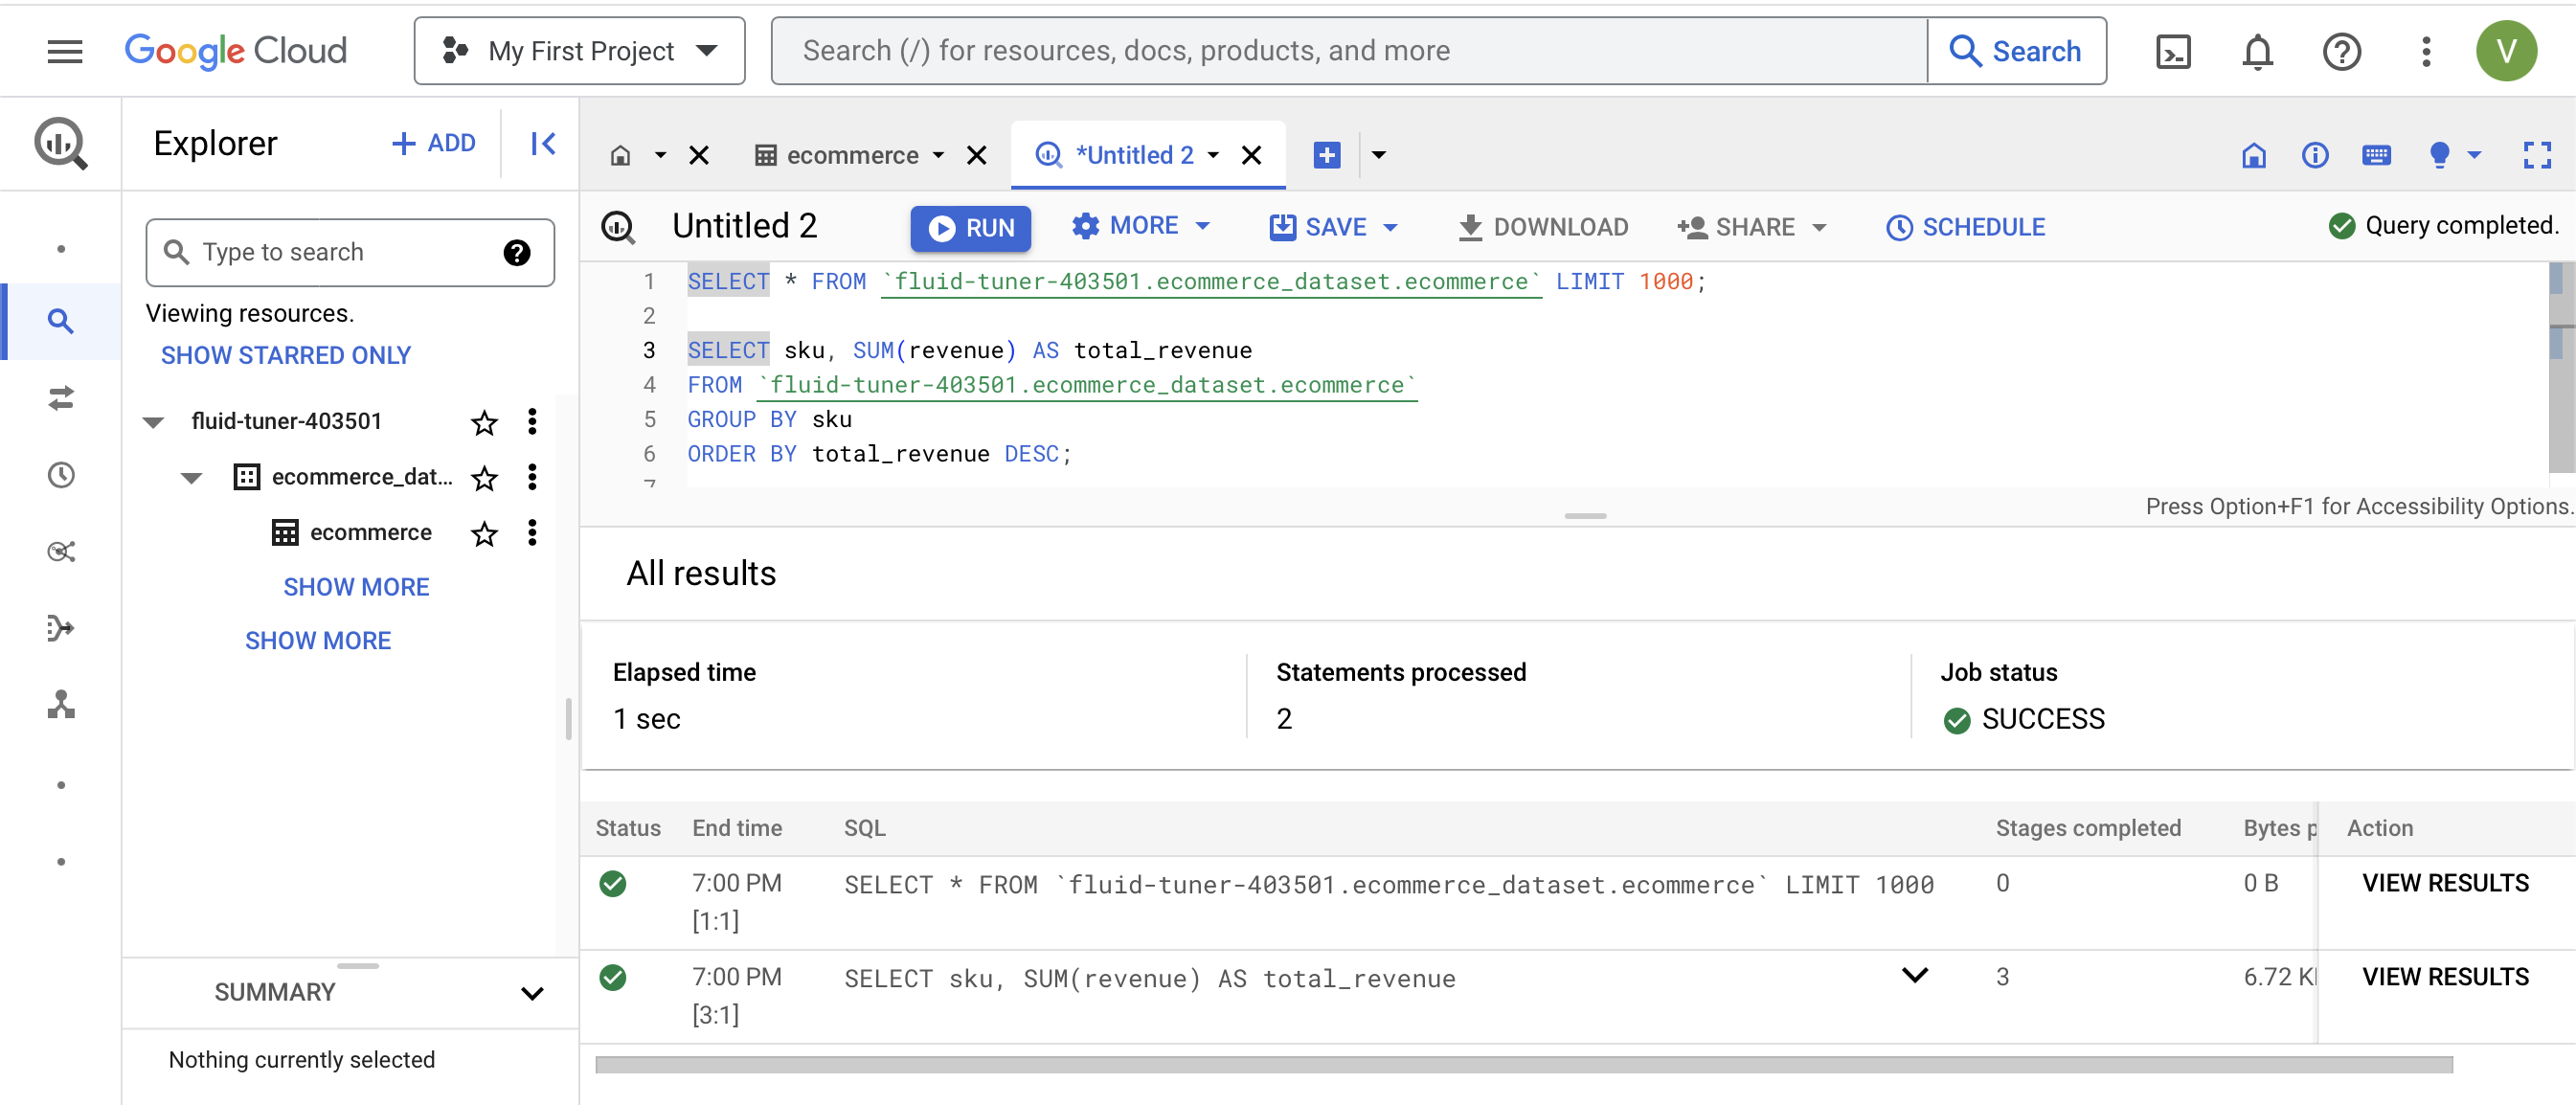 Google Cloud
My First Project
Search (/) for resources, docs, products, and more
Search
V
Explorer
+ ADD
ecommerce
*Untitled 2
Type to search
Viewing resources.
SHOW STARRED ONLY
fluid-tuner-403501
ecommerce_dat...
ecommerce
SHOW MORE
SHOW MORE
SUMMARY
Nothing currently selected
Untitled 2
RUN
MORE
SAVE
DOWNLOAD
SHARE
SCHEDULE
Query completed.
1 SELECT * FROM `fluid-tuner-403501.ecommerce_dataset.ecommerce` LIMIT 1000;
2
3 SELECT sku, SUM(revenue) AS total_revenue
4 FROM `fluid-tuner-403501.ecommerce_dataset.ecommerce`
5 GROUP BY sku
6 ORDER BY total_revenue DESC;
7
Press Option+F1 for Accessibility Options.
All results
Elapsed time
1 sec
Statements processed
2
Job status
SUCCESS
Status End time SQL Stages completed Bytes p Action
7:00 PM SELECT * FROM `fluid-tuner-403501.ecommerce_dataset.ecommerce` LIMIT 1000 0 0 B VIEW RESULTS
[1:1]
7:00 PM SELECT sku, SUM(revenue) AS total_revenue 3 6.72 K VIEW RESULTS
[3:1]